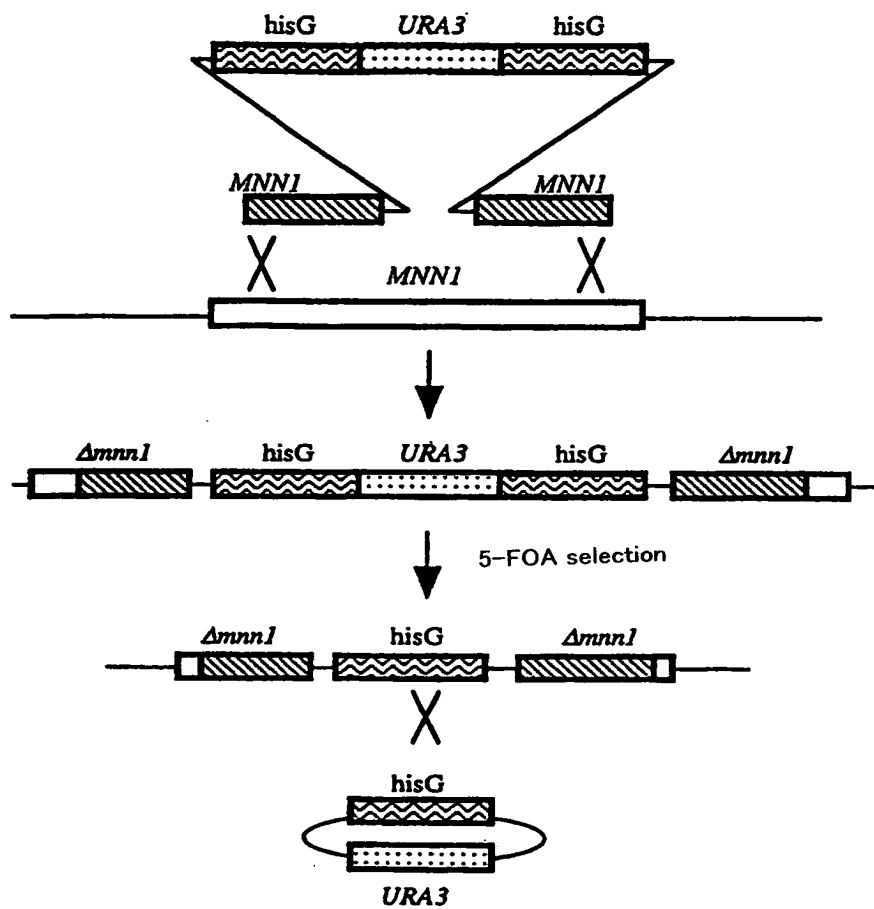 hisG URA3 hisG
MNN1 MNN1
MNN1
Δmnn1 hisG URA3 hisG Δmnn1
5-FOA selection
Δmnn1 hisG Δmnn1
hisG
URA3